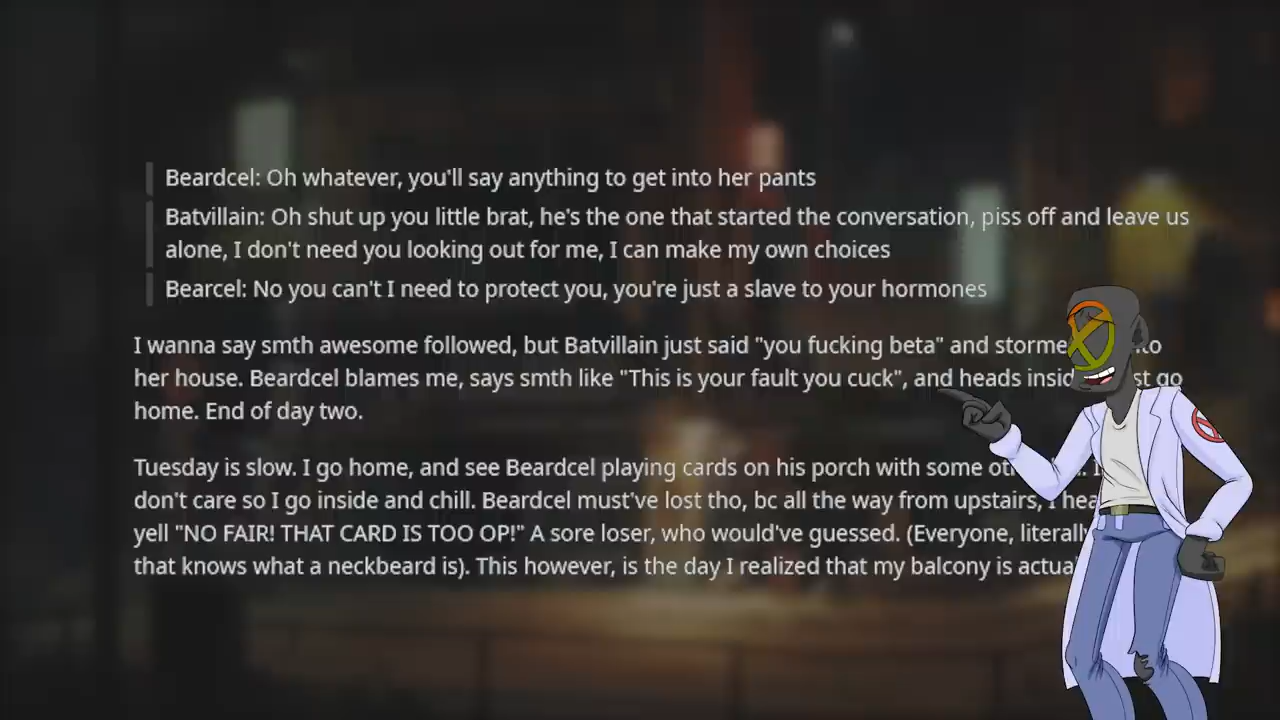 Beardcel: Oh whatever, you'll say anything to get into her pants
Batvillain: Oh shut up you little brat, he's the one that started the conversation, piss off and leave us
alone, I don't need you looking out for me, I can make my own choices
Bearcel: No you can't I need to protect you, you're just a slave to your hormones
I wanna say smth awesome followed, but Batvillain just said "you fucking beta" and
her house. Beardcel blames me, says smth like "This is your fault you cuck", and heads go
home. End of day two.
Tuesday is slow. I go home, and see Beardcel playing cards on his porch with some
don't care so I go inside and chill. Beardcel must've lost tho, bc all the way from upstairs, I
yell "NO FAIR! THAT CARD IS TOO OP!" A sore loser, who would've guessed. (Everyone,
that knows what a neckbeard is). This however, is the day I realized that my balcony is